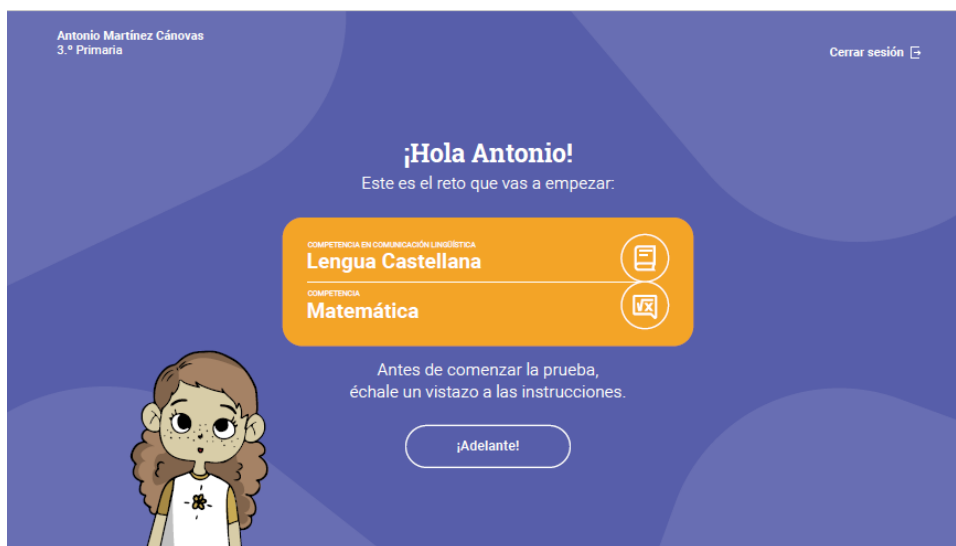 Antonio Martínez Cánovas
3.º Primaria
Cerrar sesión
¡Hola Antonio!
Este es el reto que vas a empezar:
COMPETENCIA EN COMUNICACIÓN LINGÜÍSTICA
Lengua Castellana
COMPETENCIA
Matemática
√x
Antes de comenzar la prueba,
échale un vistazo a las instrucciones.
¡Adelante!